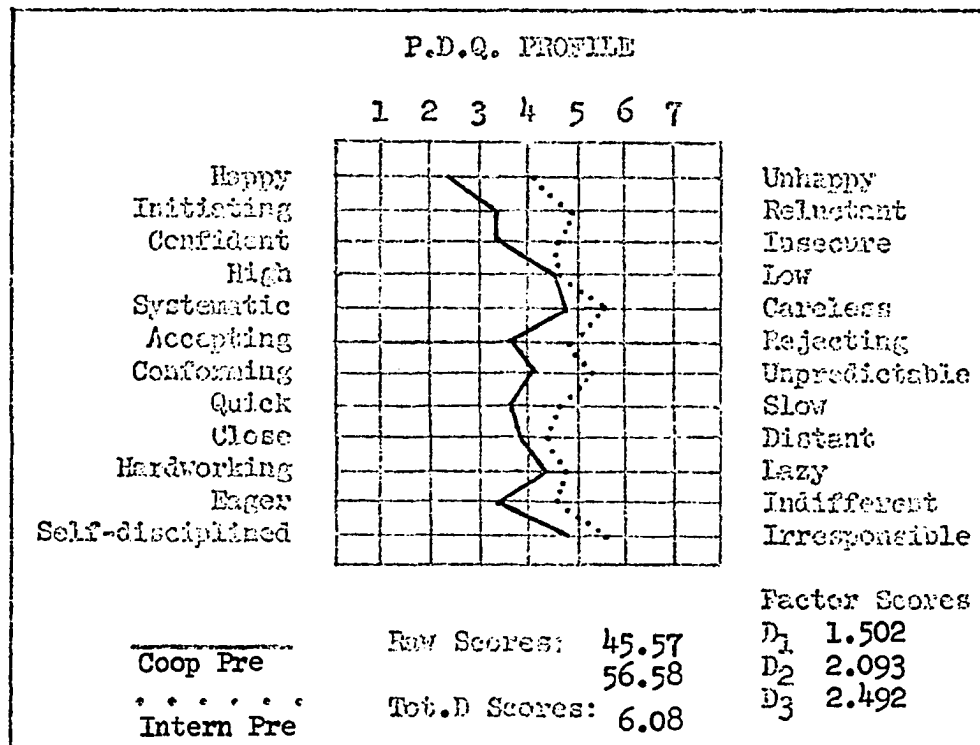 P.D.Q. PROFILE
1 2 3 4 5 6 7
Happy Unhappy
Initiating Reluctant
Confident Insecure
High Low
Systematic Careless
Accepting Rejecting
Conforming Unpredictable
Quick Slow
Close Distant
Hardworking Lazy
Eager Indifferent
Self-disciplined Irresponsible
Factor Scores
Raw Scores: 45.57 D1 1.502
Coop Pre 56.58 D2 2.093
Tot.D Scores: 6.08 D3 2.492
Intern Pre